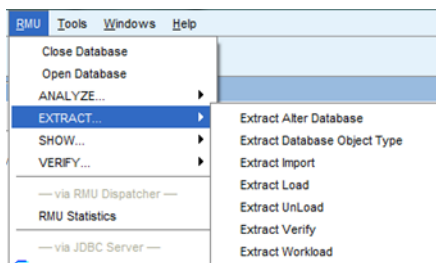 RMU Tools Windows Help
Close Database
Open Database
ANALYZE...
EXTRACT...
SHOW...
VERIFY...
— via RMU Dispatcher —
RMU Statistics
— via JDBC Server —
Extract Alter Database
Extract Database Object Type
Extract Import
Extract Load
Extract UnLoad
Extract Verify
Extract Workload